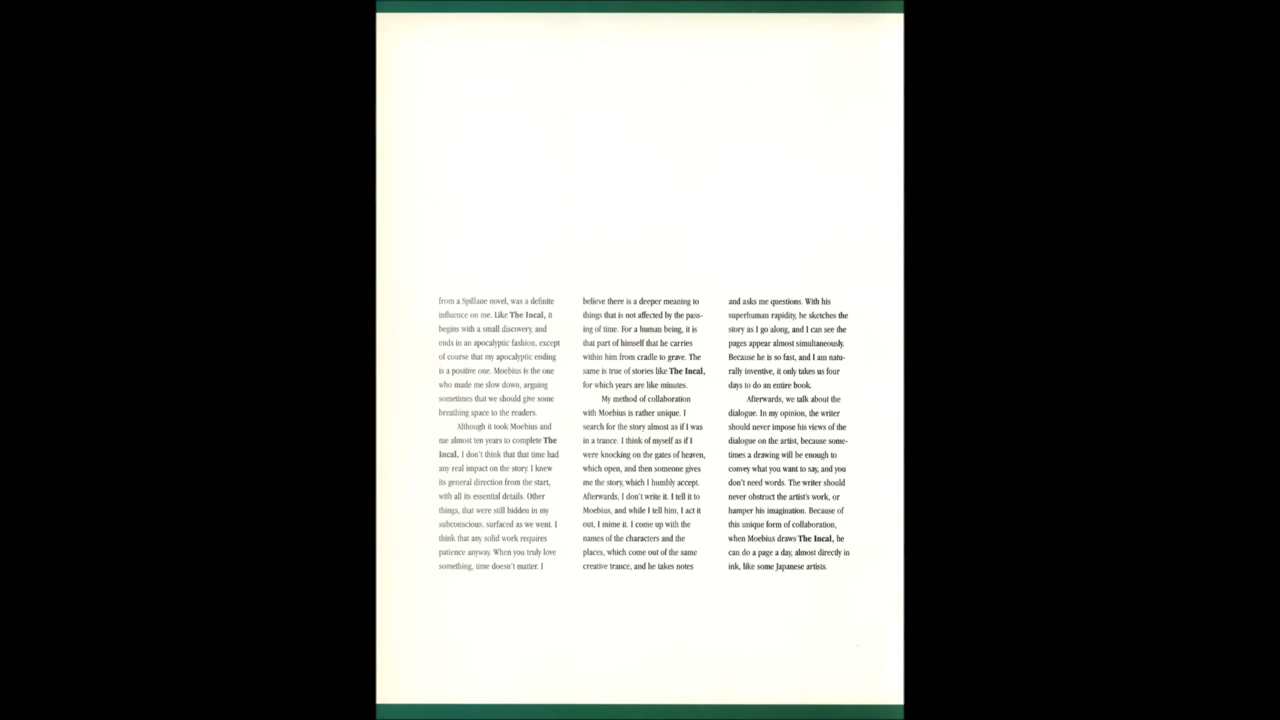 from a Spillane novel, was a definite
influence on me. Like The Incal, it
begins with a small discovery, and
ends in an apocalyptic fashion, except
of course that my apocalyptic ending
is a positive one. Moebius is the one
who made me slow down, arguing
sometimes that we should give some
breathing space to the readers.
Although it took Moebius and
me almost ten years to complete The
Incal, I don't think that that time had
any real impact on the story. I knew
its general direction from the start,
with all its essential details. Other
things, that were still hidden in my
subconscious, surfaced as we went. I
think that any solid work requires
patience anyway. When you truly love
something, time doesn't matter. I
believe there is a deeper meaning to
things that is not affected by the pass-
ing of time. For a human being, it is
that part of himself that he carries
within him from cradle to grave. The
same is true of stories like The Incal,
for which years are like minutes.
My method of collaboration
with Moebius is rather unique. I
search for the story almost as if I was
in a trance. I think of myself as if I
were knocking on the gates of heaven,
which open, and then someone gives
me the story, which I humbly accept.
Afterwards, I don't write it. I tell it to
Moebius, and while I tell him, I act it
out, I mime it. I come up with the
names of the characters and the
places, which come out of the same
creative trance, and he takes notes
and asks me questions. With his
superhuman rapidity, he sketches the
story as I go along, and I can see the
pages appear almost simultaneously.
Because he is so fast, and I am natu-
rally inventive, it only takes us four
days to do an entire book.
Afterwards, we talk about the
dialogue. In my opinion, the writer
should never impose his views of the
dialogue on the artist, because some-
times a drawing will be enough to
convey what you want to say, and you
don't need words. The writer should
never obstruct the artist's work, or
hamper his imagination. Because of
this unique form of collaboration,
when Moebius draws The Incal, he
can do a page a day, almost directly in
ink, like some Japanese artists.